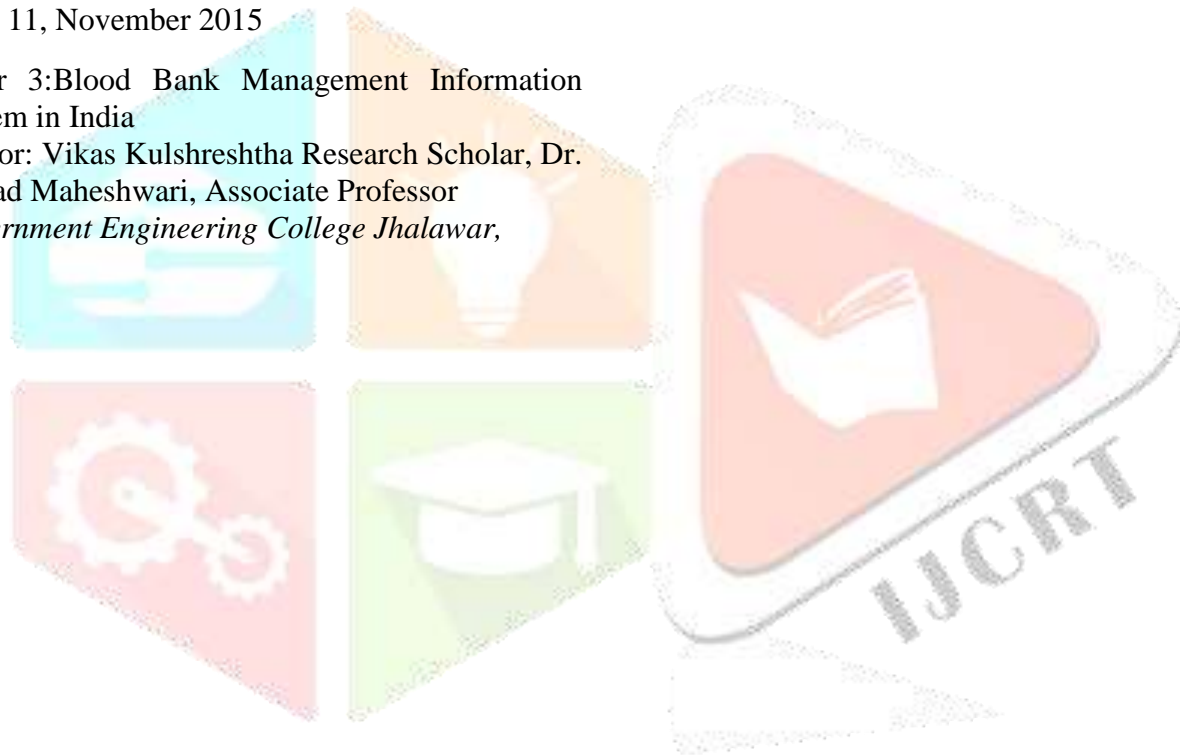 11, November 2015
r 3:Blood Bank Management Information
em in India
or: Vikas Kulshreshtha Research Scholar, Dr.
ad Maheshwari, Associate Professor
ernment Engineering College Jhalawar,
IJCRT